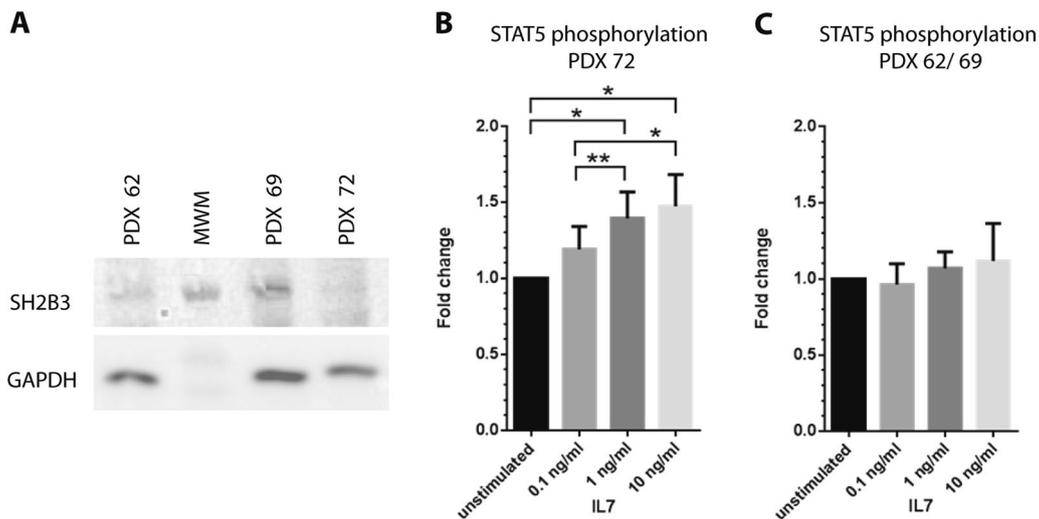 A
PDX 62
MWM
PDX 69
PDX 72
SH2B3
GAPDH
B
STAT5 phosphorylation
PDX 72
*
*
*
**
Fold change
2.0
1.5
1.0
0.5
0.0
unstimulated
0.1 ng/ml
1 ng/ml
10 ng/ml
IL7
C
STAT5 phosphorylation
PDX 62/ 69
Fold change
2.0
1.5
1.0
0.5
0.0
unstimulated
0.1 ng/ml
1 ng/ml
10 ng/ml
IL7